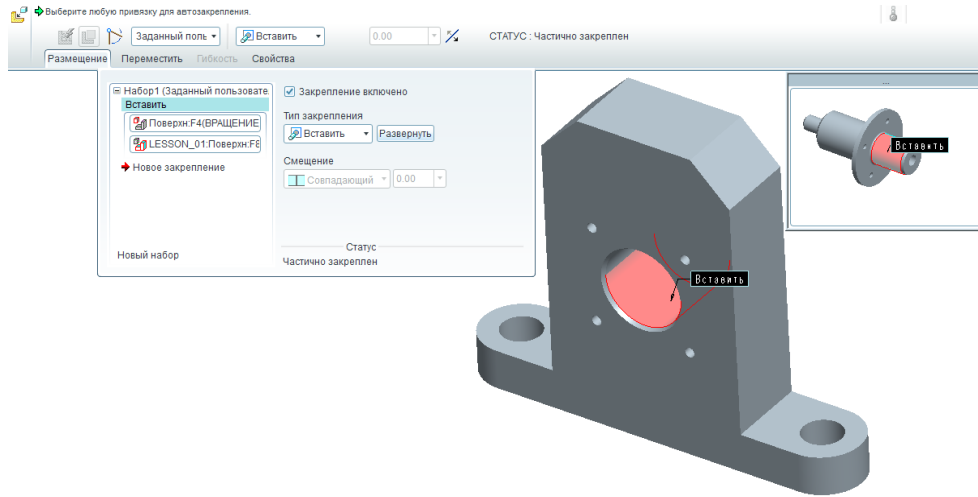 Выберите любую привязку для автозакрепления.
Заданный поль
Вставить
0.00
СТАТУС : Частично закреплен
Размещение
Переместить
Гибкость
Свойства
Набор1 (Заданный пользовате.
Вставить
Поверхн:F4(ВРАЩЕНИЕ
LESSON_01:Поверхн:F8
Новое закрепление
Новый набор
Закрепление включено
Тип закрепления
Вставить
Развернуть
Смещение
Совпадающий
0.00
Статус
Частично закреплен
...
Вставить
Вставить